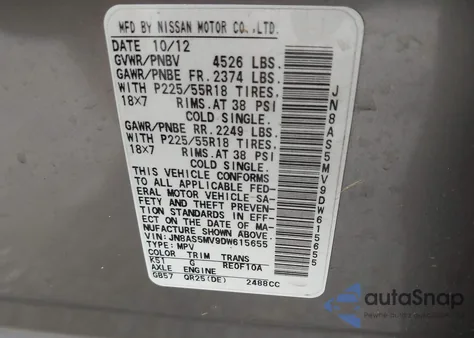 MFD BY NISSAN MOTOR CO.,LTD.
DATE 10/12
GVWR/PNBV 4526 LBS.
GAWR/PNBE FR. 2374 LBS.
WITH P225/55R18 TIRES,
18X7 RIMS.AT 38 PSI
COLD SINGLE.
GAWR/PNBE RR. 2249 LBS.
WITH P225/55R18 TIRES.
18X7 RIMS.AT 38 PSI
COLD SINGLE.
THIS VEHICLE CONFORMS
TO ALL APPLICABLE FED-
ERAL MOTOR VEHICLE SA-
FETY AND THEFT PREVENTION
STANDARDS IN EFFECT
ON THE DATE OF MA-
NUFACTURE SHOWN ABOVE
VIN:JN8AS5MV9DW615655
TYPE:MPV
COLOR TRIM TRANS
K51 G RE0F10A
AXLE ENGINE
GB57 QR25(DE) 2488CC
JN8AS5MV9DW615655
autoSnap